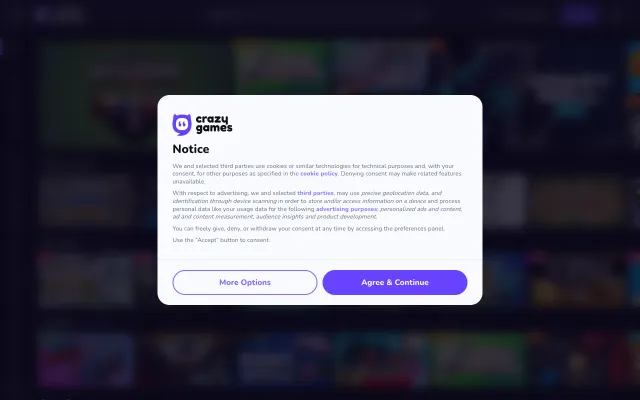 crazy
games
Notice
We and selected third parties use cookies or similar technologies for technical purposes and, with your
consent, for other purposes as specified in the cookie policy. Denying consent may make related features
unavailable.
With respect to advertising, we and selected third parties, may use precise geolocation data, and
identification through device scanning in order to store and/or access information on a device and process
personal data like your usage data for the following advertising purposes: personalized ads and content,
ad and content measurement, audience insights and product development.
You can freely give, deny, or withdraw your consent at any time by accessing the preferences panel.
Use the “Accept” button to consent.
More Options
Agree & Continue